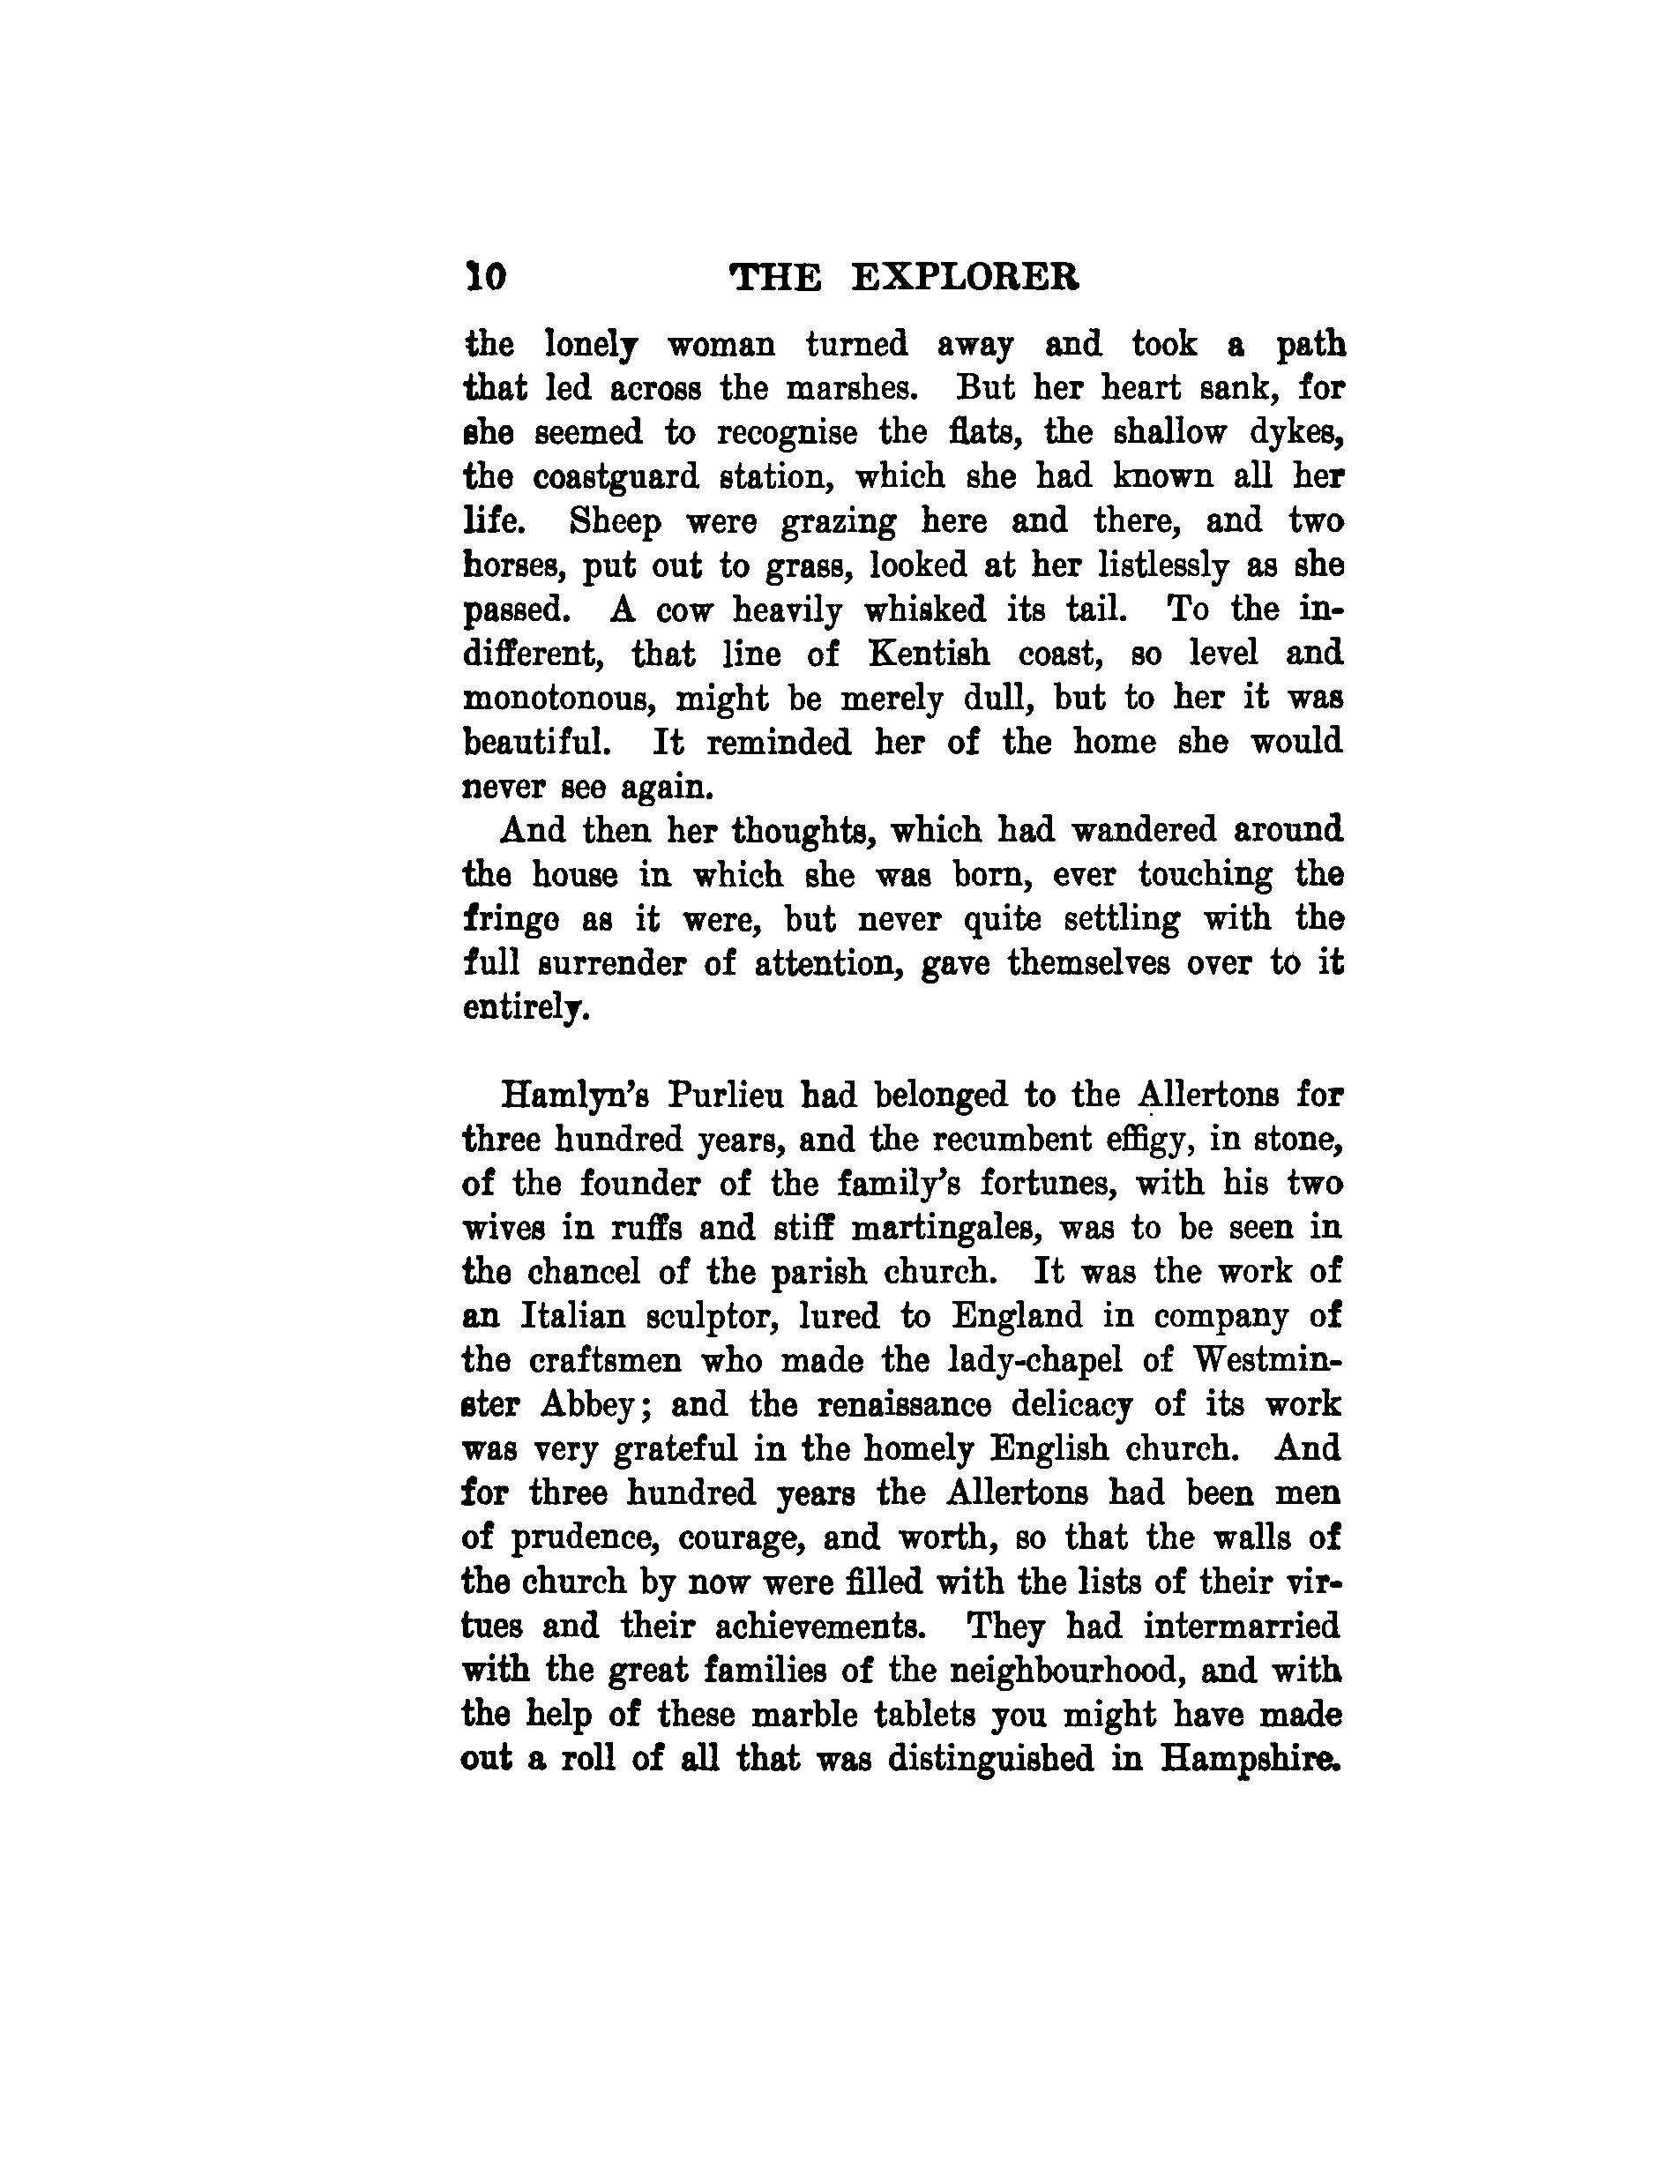 10 THE EXPLORER
the lonely woman turned away and took a path
that led across the marshes. But her heart sank, for
she seemed to recognise the flats, the shallow dykes,
the coastguard station, which she had known all her
life. Sheep were grazing here and there, and two
horses, put out to grass, looked at her listlessly as she
passed. A cow heavily whisked its tail. To the in-
different, that line of Kentish coast, so level and
monotonous, might be merely dull, but to her it was
beautiful. It reminded her of the home she would
never see again.
And then her thoughts, which had wandered around
the house in which she was born, ever touching the
fringe as it were, but never quite settling with the
full surrender of attention, gave themselves over to it
entirely.
Hamlyn's Purlieu had belonged to the Allertons for
three hundred years, and the recumbent effigy, in stone,
of the founder of the family's fortunes, with his two
wives in ruffs and stiff martingales, was to be seen in
the chancel of the parish church. It was the work of
an Italian sculptor, lured to England in company of
the craftsmen who made the lady-chapel of Westmin-
ster Abbey; and the renaissance delicacy of its work
was very grateful in the homely English church. And
for three hundred years the Allertons had been men
of prudence, courage, and worth, so that the walls of
the church by now were filled with the lists of their vir-
tues and their achievements. They had intermarried
with the great families of the neighbourhood, and with
the help of these marble tablets you might have made
out a roll of all that was distinguished in Hampshire.